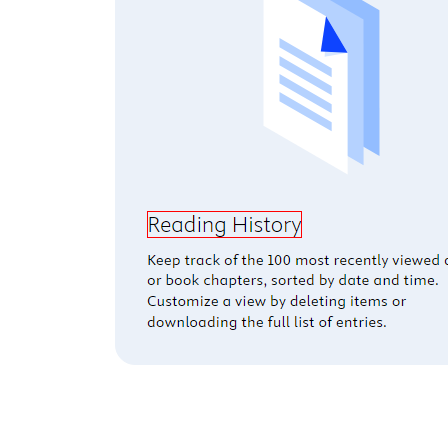 Reading History
Keep track of the 100 most recently viewed
or book chapters, sorted by date and time.
Customize a view by deleting items or
downloading the full list of entries.